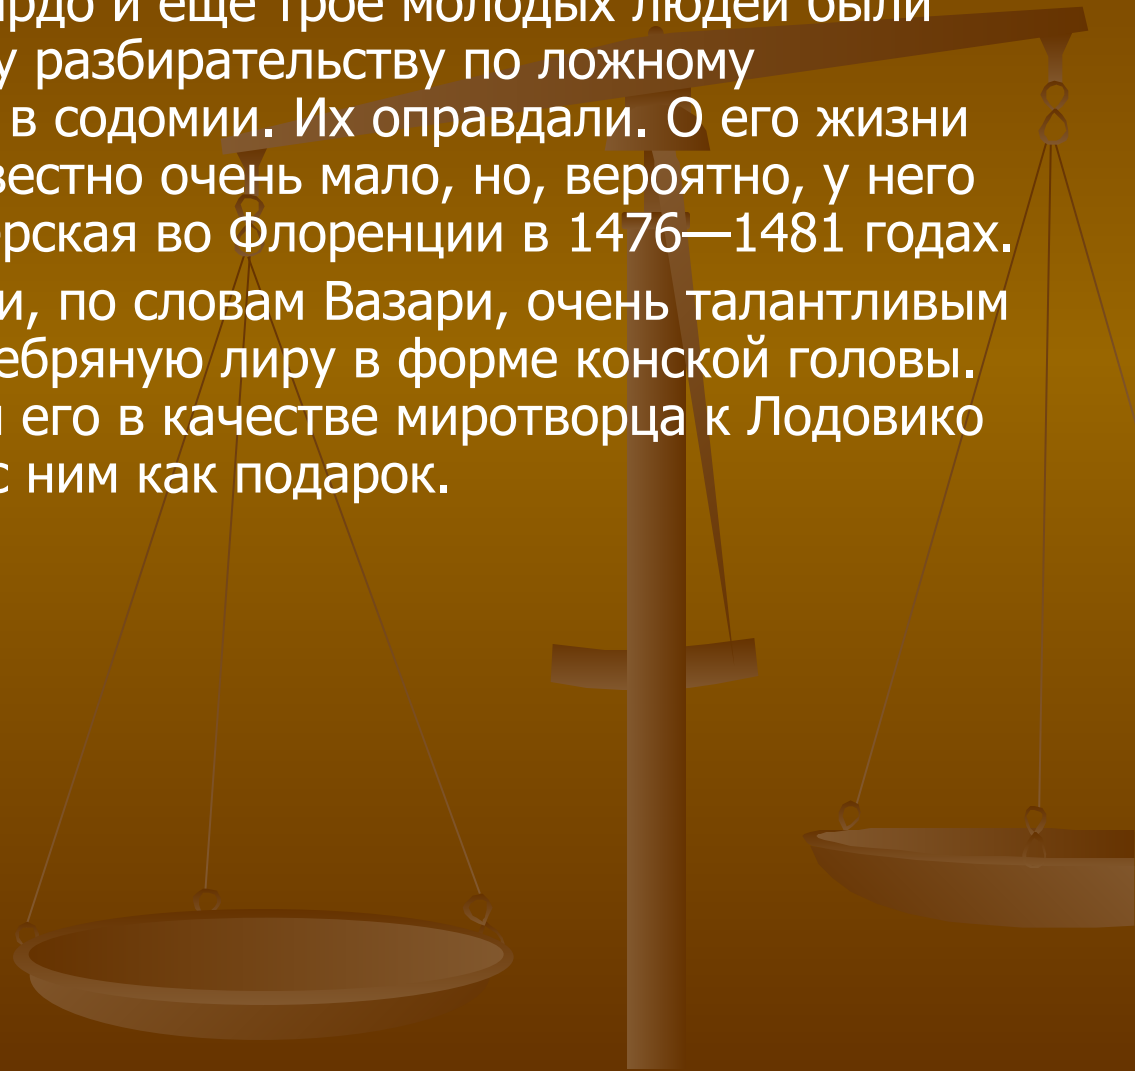 рдо и еще трое молодых людей были
у разбирательству по ложному
в содомии. Их оправдали. О его жизни
вестно очень мало, но, вероятно, у него
рская во Флоренции в 1476—1481 годах.
и, по словам Вазари, очень талантливым
ебряную лиру в форме конской головы.
его в качестве миротворца к Лодовико
с ним как подарок.